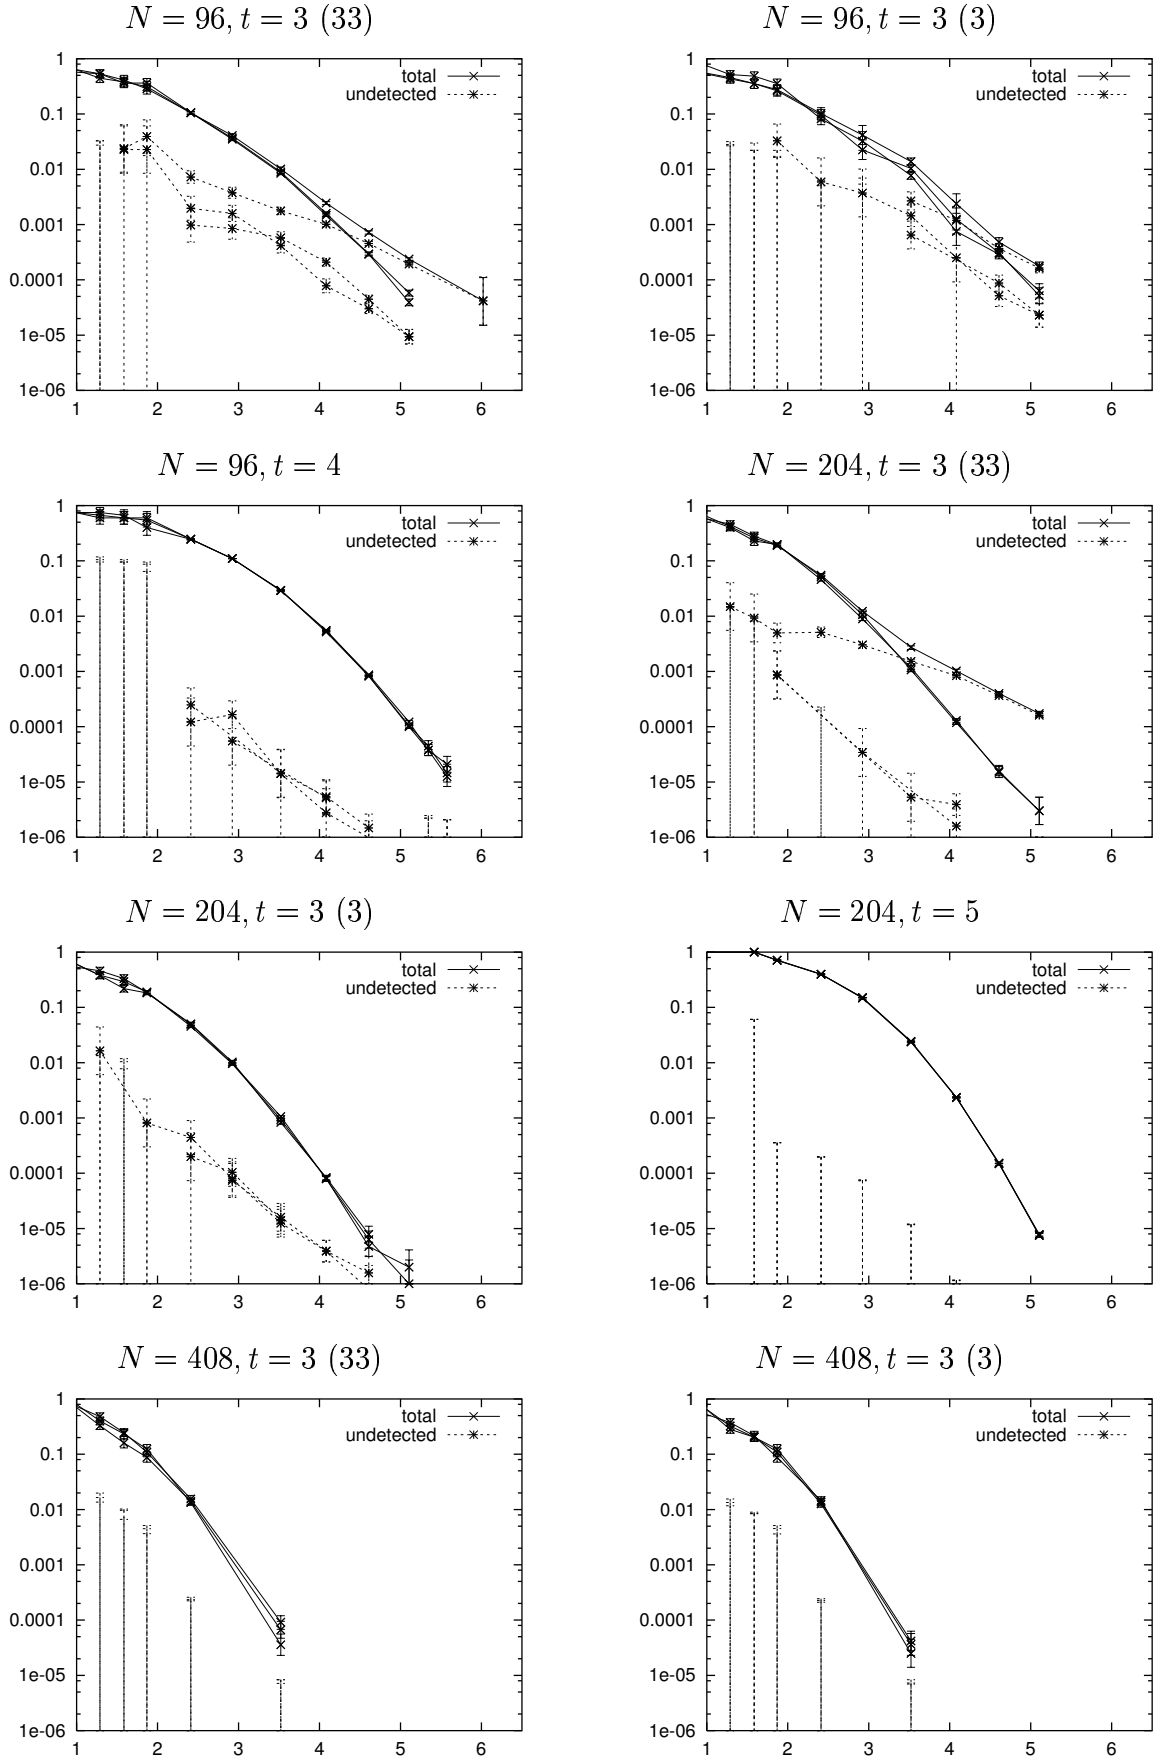 N = 96, t = 3 (33)
1
0.1
0.01
0.001
0.0001
1e-05
1e-06
1 2 3 4 5 6
total
undetected
N = 96, t = 3 (3)
1
0.1
0.01
0.001
0.0001
1e-05
1e-06
1 2 3 4 5 6
total
undetected
N = 96, t = 4
1
0.1
0.01
0.001
0.0001
1e-05
1e-06
1 2 3 4 5 6
total
undetected
N = 204, t = 3 (33)
1
0.1
0.01
0.001
0.0001
1e-05
1e-06
1 2 3 4 5 6
total
undetected
N = 204, t = 3 (3)
1
0.1
0.01
0.001
0.0001
1e-05
1e-06
1 2 3 4 5 6
total
undetected
N = 204, t = 5
1
0.1
0.01
0.001
0.0001
1e-05
1e-06
1 2 3 4 5 6
total
undetected
N = 408, t = 3 (33)
1
0.1
0.01
0.001
0.0001
1e-05
1e-06
1 2 3 4 5 6
total
undetected
N = 408, t = 3 (3)
1
0.1
0.01
0.001
0.0001
1e-05
1e-06
1 2 3 4 5 6
total
undetected